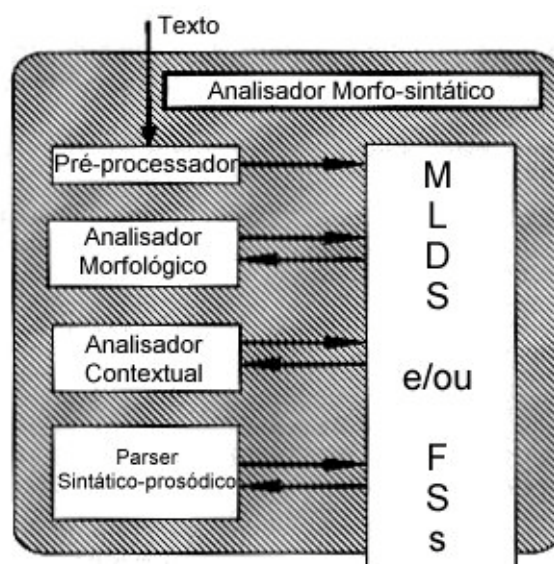 Texto
Analisador Morfo-sintático
Pré-processador
Analisador
Morfológico
Analisador
Contextual
Parser
Sintático-prosódico
M
L
D
S
e/ou
F
S
s